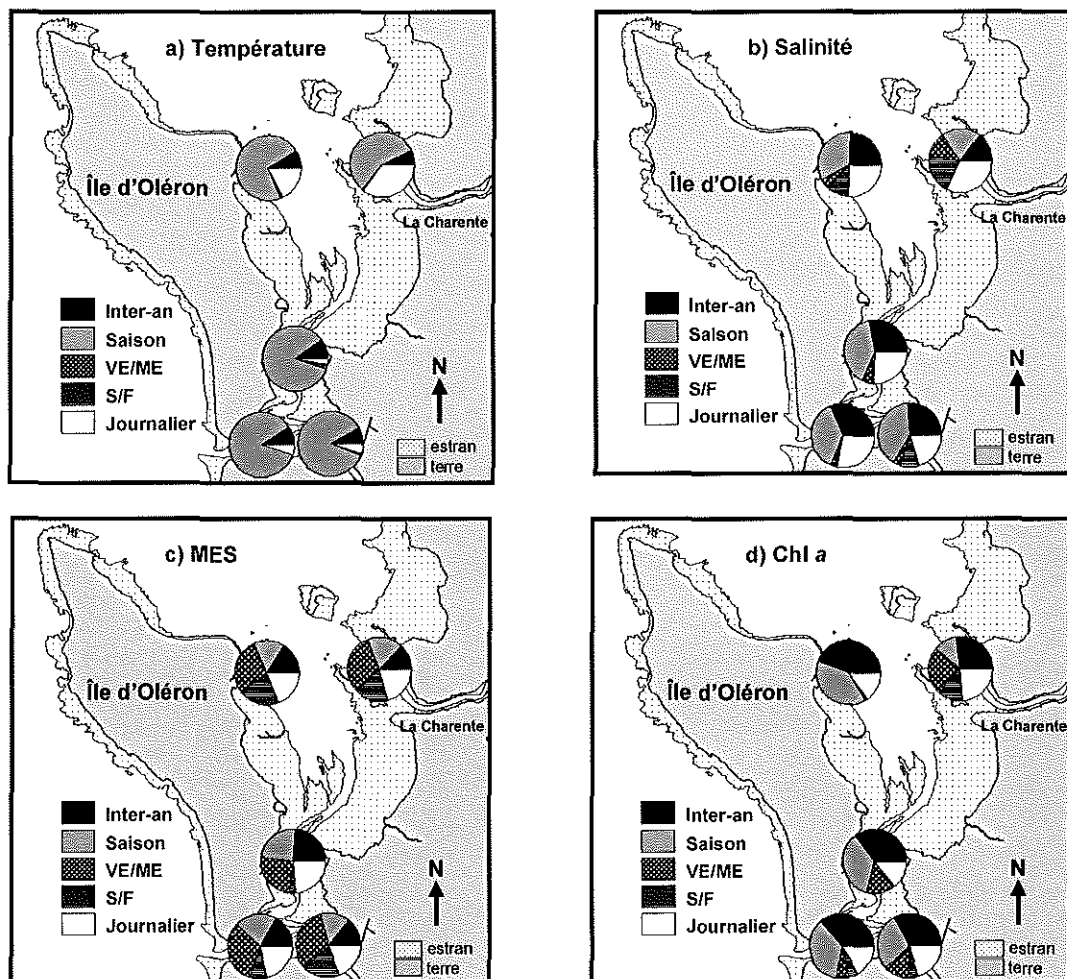 a) Température
Île d'Oléron
La Charente
Inter-an
Saison
VE/ME
S/F
Journalier
N
estran
terre
b) Salinité
Île d'Oléron
La Charente
Inter-an
Saison
VE/ME
S/F
Journalier
N
estran
terre
c) MES
Île d'Oléron
La Charente
Inter-an
Saison
VE/ME
S/F
Journalier
N
estran
terre
d) Chl a
Île d'Oléron
La Charente
Inter-an
Saison
VE/ME
S/F
Journalier
N
estran
terre